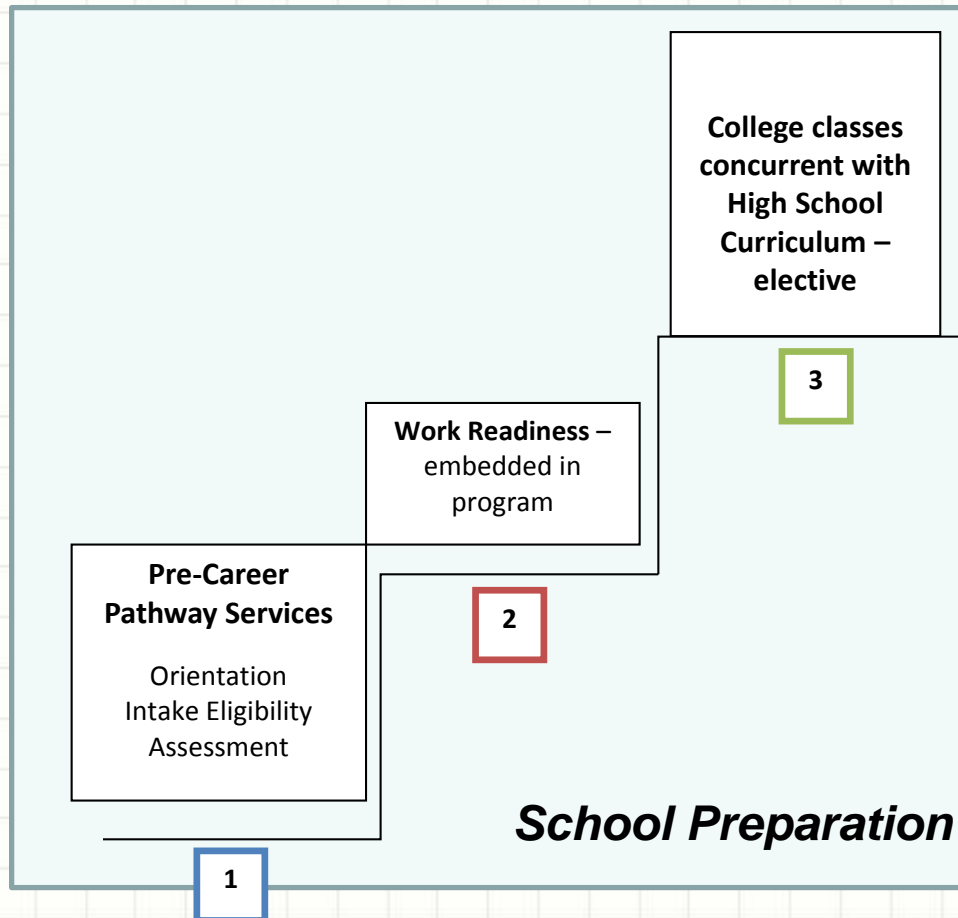 College classes
concurrent with
High School
Curriculum –
elective
3
Work Readiness –
embedded in
program
2
Pre-Career
Pathway Services
Orientation
Intake Eligibility
Assessment
1
School Preparation